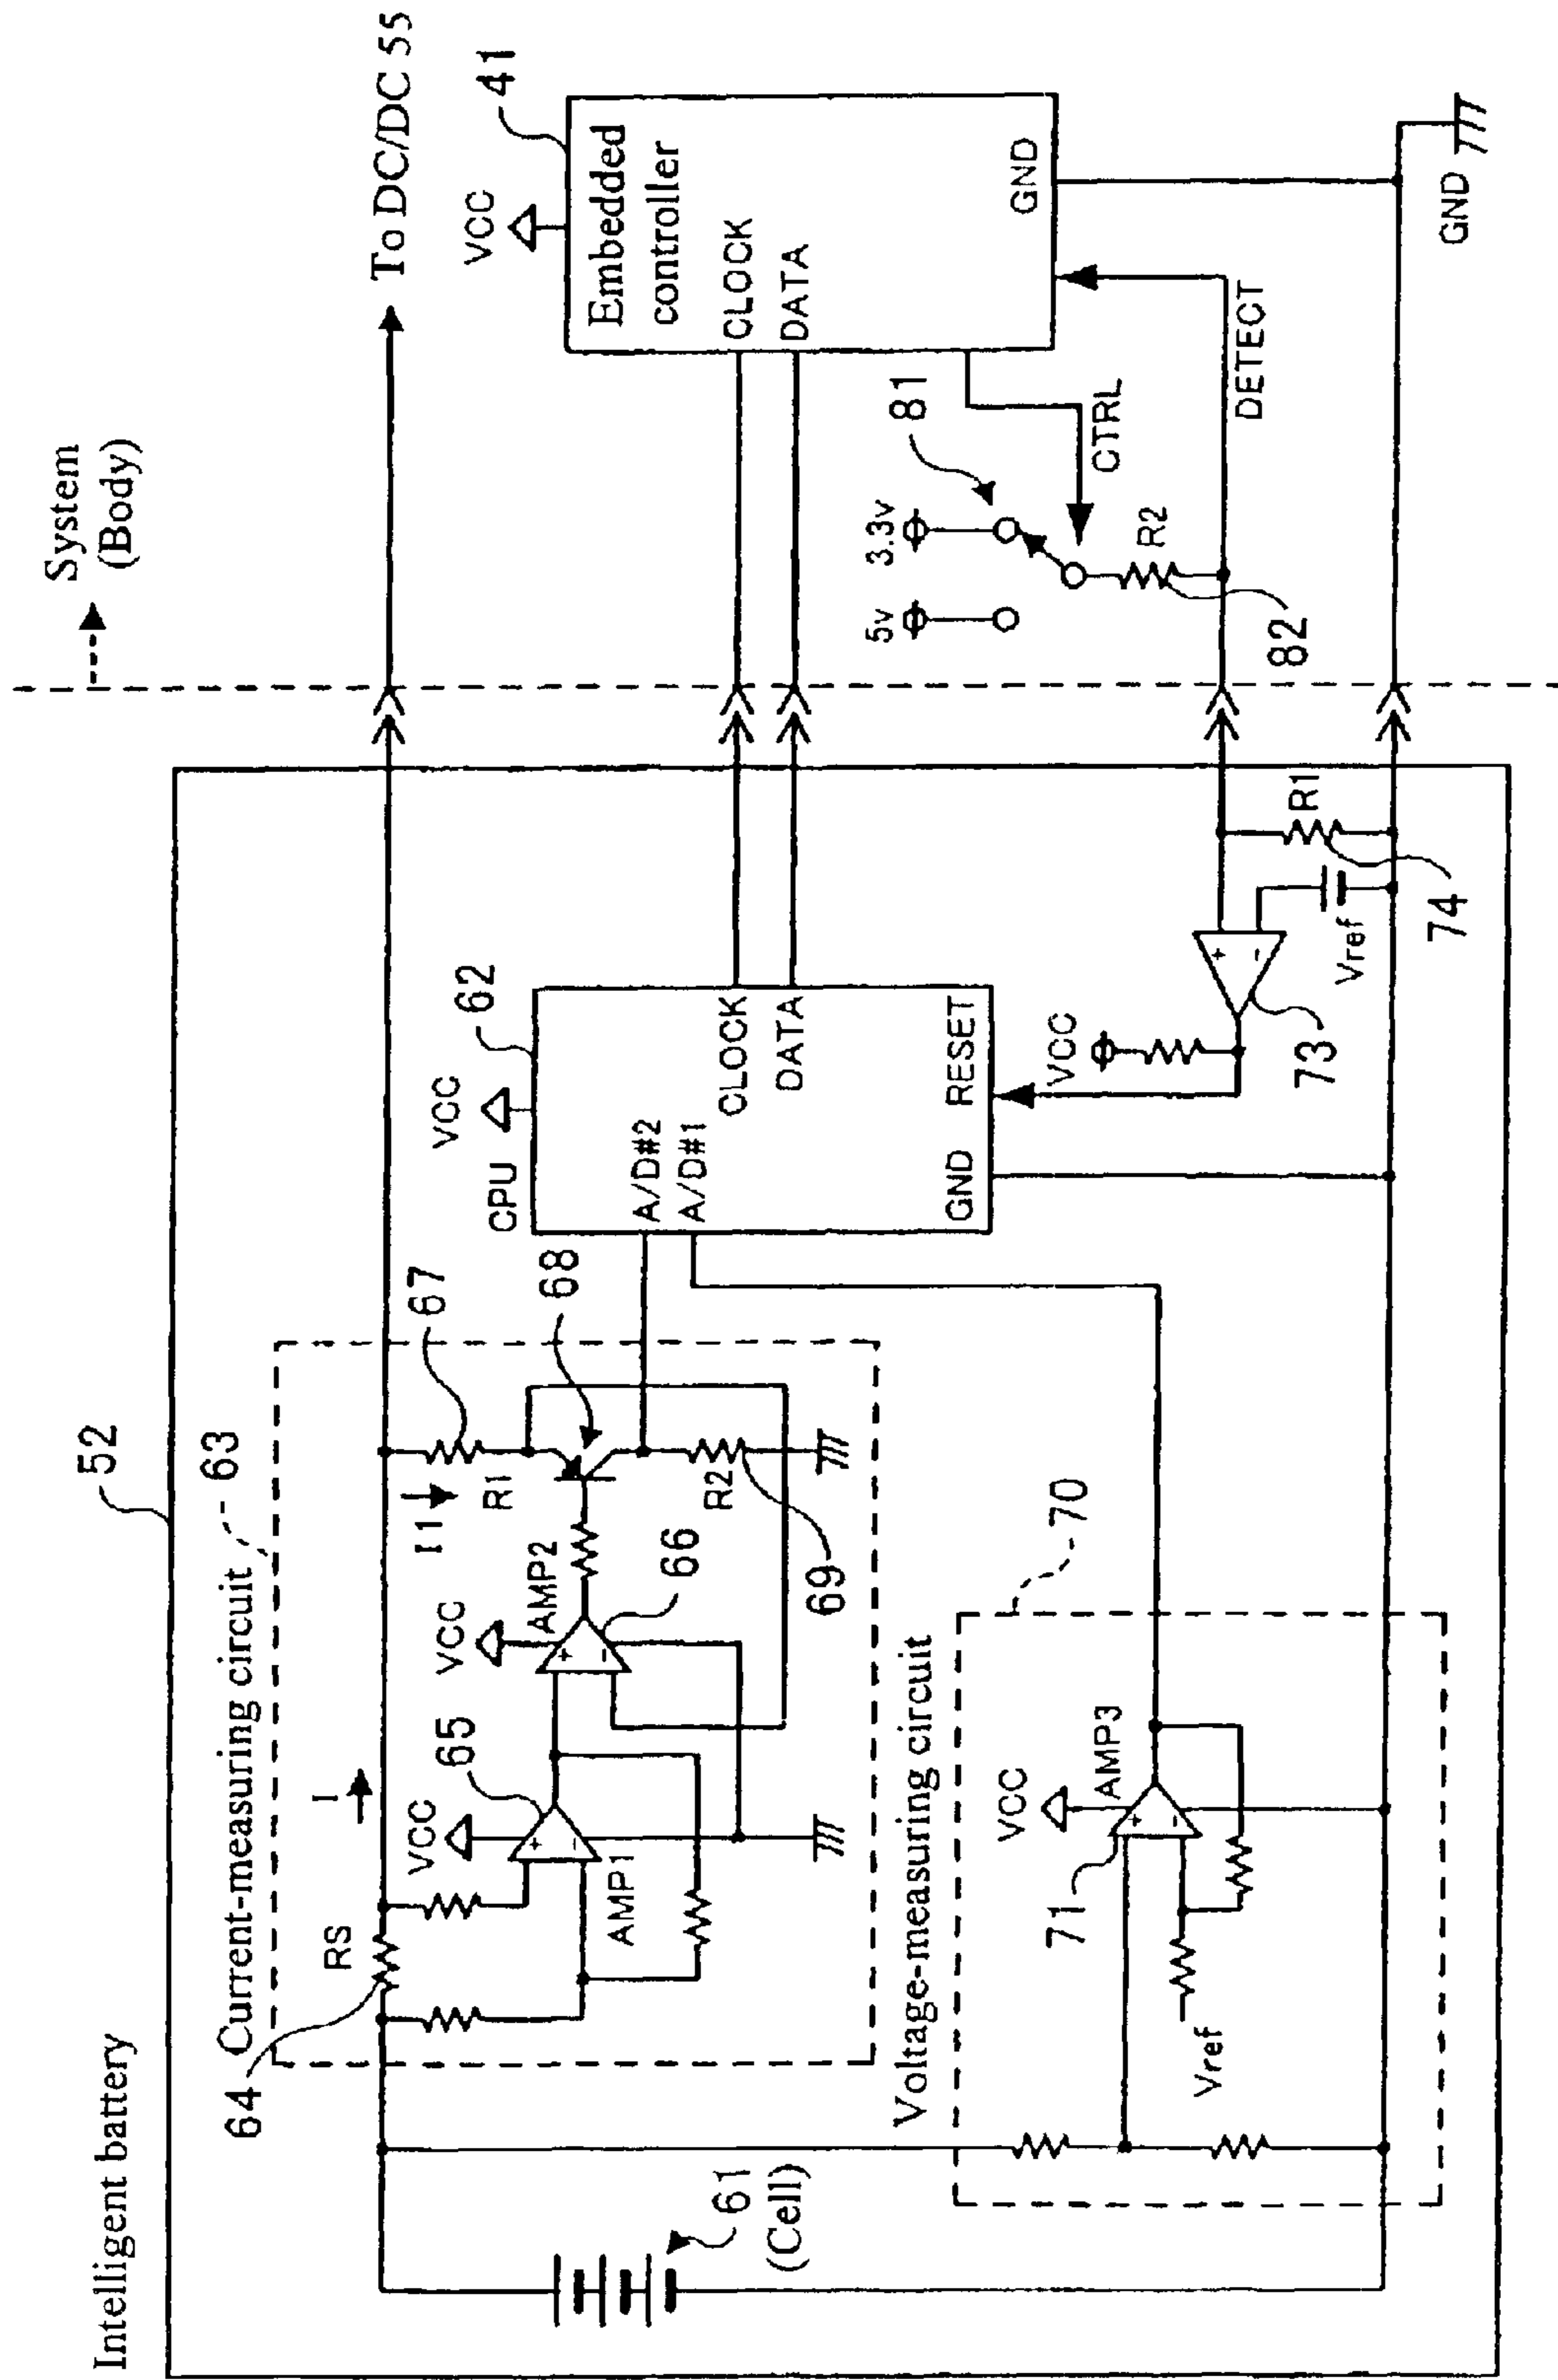 Intelligent battery
52
System
(Body)
To DC/DC 55
64
Current-measuring circuit
63
RS
I
VCC
65
AMP1
VCC
AMP2
66
I1
R1
67
68
R2
69
61
(Cell)
Voltage-measuring circuit
70
71
VCC
AMP3
Vref
CPU
VCC
62
A/D#2
A/D#1
CLOCK
DATA
GND
RESET
VCC
73
Vref
74
R1
5v
3.3v
81
CTRL
R2
82
DETECT
VCC
41
Embedded
controller
CLOCK
DATA
GND
GND
+
-
+
-
+
-
+
-